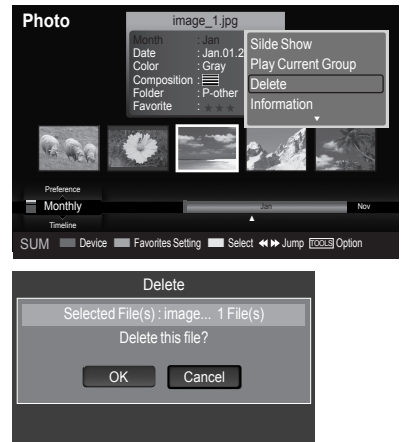 Photo
image_1.jpg
Month : Jan
Date : Jan.01.2
Color : Gray
Composition :
Folder : P-other
Favorite : ★ ★ ★
Silde Show
Play Current Group
Delete
Information
Preference
Monthly
Timeline
Jan
Nov
SUM Device Favorites Setting Select ◀◀ ▶▶ Jump TOOLS Option
Delete
Selected File(s) : image... 1 File(s)
Delete this file?
OK Cancel